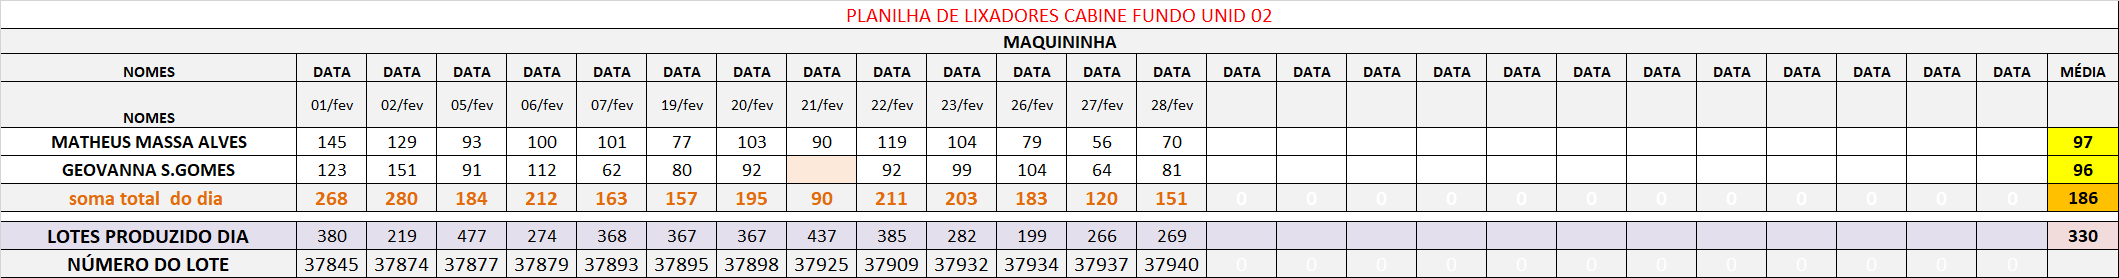 PLANILHA DE LIXADORES CABINE FUNDO UNID 02
MAQUININHA
NOMES DATA DATA DATA DATA DATA DATA DATA DATA DATA DATA DATA DATA DATA DATA DATA DATA DATA DATA DATA DATA DATA DATA DATA DATA DATA MÉDIA
NOMES 01/fev 02/fev 05/fev 06/fev 07/fev 19/fev 20/fev 21/fev 22/fev 23/fev 26/fev 27/fev 28/fev
MATHEUS MASSA ALVES 145 129 93 100 101 77 103 90 119 104 79 56 70 97
GEOVANNA S.GOMES 123 151 91 112 62 80 92 92 99 104 64 81 96
soma total do dia 268 280 184 212 163 157 195 90 211 203 183 120 151 0 0 0 0 0 0 0 0 0 0 0 0 186
LOTES PRODUZIDO DIA 380 219 477 274 368 367 367 437 385 282 199 266 269 330
NÚMERO DO LOTE 37845 37874 37877 37879 37893 37895 37898 37925 37909 37932 37934 37937 37940 0 0 0 0 0 0 0 0 0 0 0 0